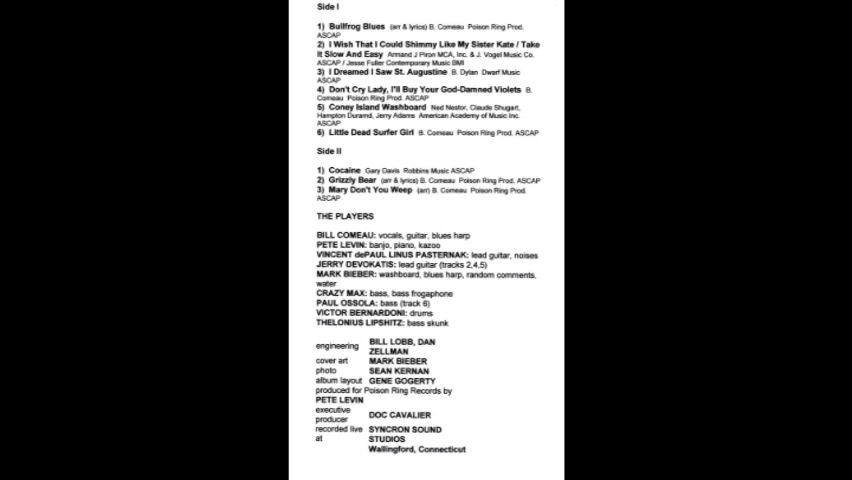 Side I
1) Bullfrog Blues (arr & lyrics) B. Comeau Poison Ring Prod.
ASCAP
2) I Wish That I Could Shimmy Like My Sister Kate / Take
It Slow And Easy Armand J Piron MCA, Inc. & J. Vogel Music Co.
ASCAP / Jesse Fuller Contemporary Music BMI
3) I Dreamed I Saw St. Augustine B. Dylan Dwarf Music
ASCAP
4) Don't Cry Lady, I'll Buy Your God-Damned Violets B.
Comeau Poison Ring Prod. ASCAP
5) Coney Island Washboard Ned Nestor, Claude Shugart,
Hampton Durand, Jerry Adams American Academy of Music Inc.
ASCAP
6) Little Dead Surfer Girl B. Comeau Poison Ring Prod. ASCAP
Side II
1) Cocaine Gary Davis Robbins Music ASCAP
2) Grizzly Bear (arr & lyrics) B. Comeau Poison Ring Prod. ASCAP
3) Mary Don't You Weep (arr) B. Comeau Poison Ring Prod.
ASCAP
THE PLAYERS
BILL COMEAU: vocals, guitar, blues harp
PETE LEVIN: banjo, piano, kazoo
VINCENT dePAUL LINUS PASTERNAK: lead guitar, noises
JERRY DEVOKATIS: lead guitar (tracks 2,4,5)
MARK BIEBER: washboard, blues harp, random comments,
water
CRAZY MAX: bass, bass frogaphone
PAUL OSSOLA: bass (track 6)
VICTOR BERNARDONI: drums
THELONIUS LIPSHITZ: bass skunk
engineering BILL LOBB, DAN
ZELLMAN
cover art MARK BIEBER
photo SEAN KERNAN
album layout GENE GOGERTY
produced for Poison Ring Records by
PETE LEVIN
executive
producer DOC CAVALIER
recorded live SYNCRON SOUND
at STUDIOS
Wallingford, Connecticut